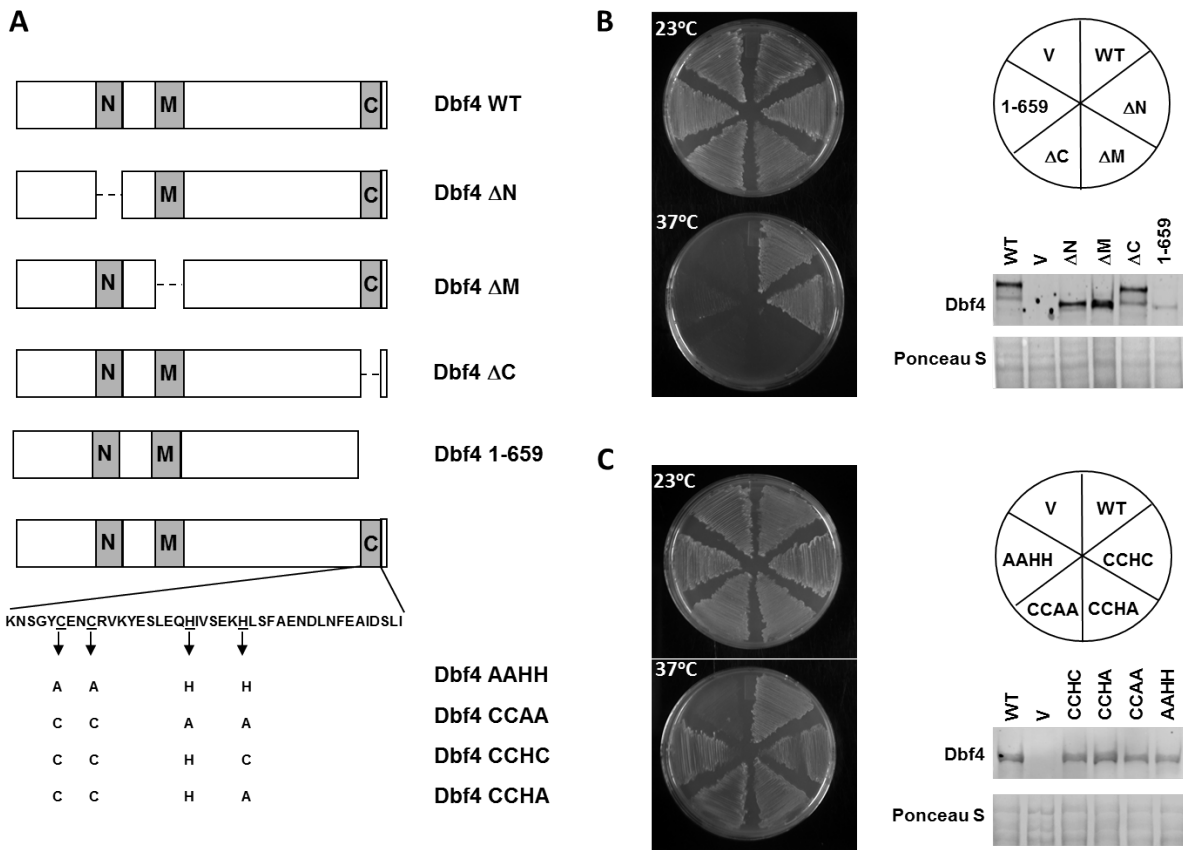 A
N M C Dbf4 WT
M C Dbf4 ΔN
N C Dbf4 ΔM
N M Dbf4 ΔC
N M Dbf4 1-659
N M C
KNSGYCENCRVKYESLEQHIVSEKHLSFAENDLNFEAIDSLI
A A H H Dbf4 AAHH
C C A A Dbf4 CCAA
C C H C Dbf4 CCHC
C C H A Dbf4 CCHA
B
23°C
37°C
V WT
1-659 ΔN
ΔC ΔM
WT V ΔN ΔM ΔC 1-659
Dbf4
Ponceau S
C
23°C
37°C
V WT
AAHH CCHC
CCAA CCHA
WT V CCHC CCHA CCAA AAHH
Dbf4
Ponceau S